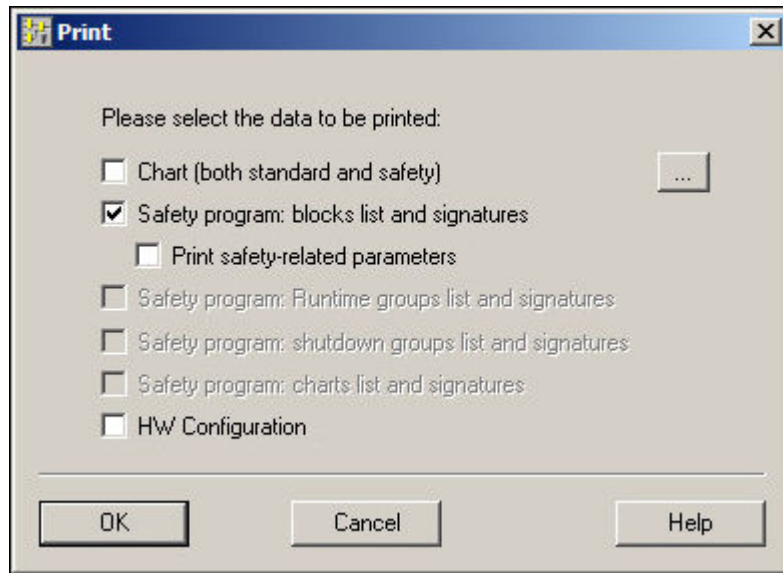 Print
Please select the data to be printed:
Chart (both standard and safety)
...
Safety program: blocks list and signatures
Print safety-related parameters
Safety program: Runtime groups list and signatures
Safety program: shutdown groups list and signatures
Safety program: charts list and signatures
HW Configuration
OK
Cancel
Help